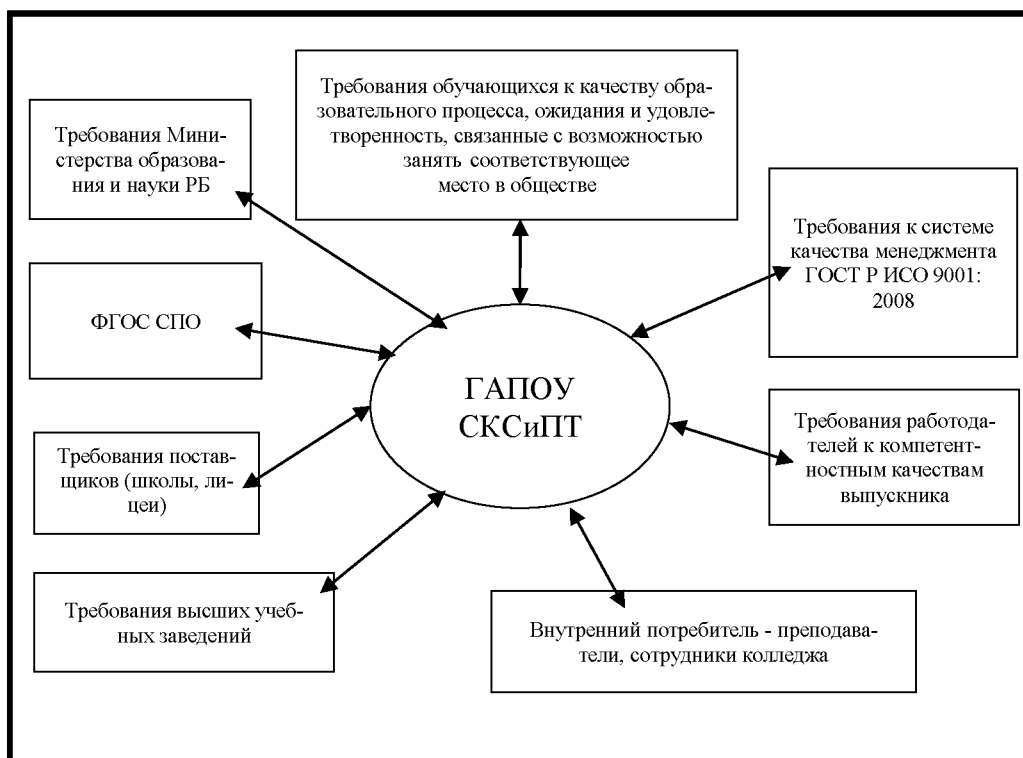 Требования обучающихся к качеству обра-
зовательного процесса, ожидания и удовле-
творенность, связанные с возможностью
занять соответствующее
место в обществе
Требования Мини-
стерства образова-
ния и науки РБ
Требования к системе
качества менеджмента
ГОСТ Р ИСО 9001:
2008
ФГОС СПО
ГАПОУ
СКСиПТ
Требования работода-
телей к компетент-
ностным качествам
выпускника
Требования постав-
щиков (школы, ли-
цеи)
Требования высших учеб-
ных заведений
Внутренний потребитель - преподава-
тели, сотрудники колледжа